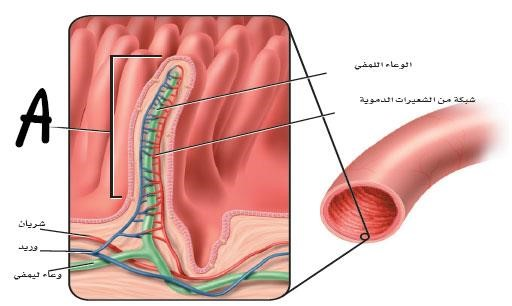 الوعاء اللمفي
شبكة من الشعيرات الدموية
A
شريان
وريد
وعاء ليمفي